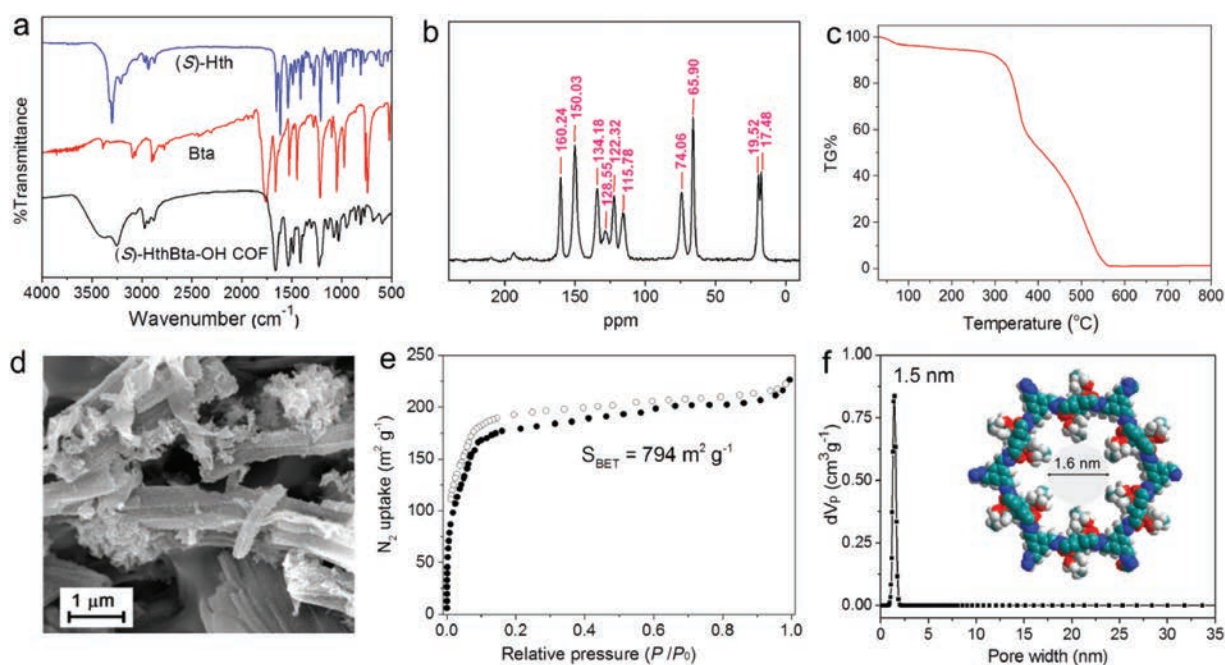 a
(S)-Hth
Bta
(S)-HthBta-OH COF
%Transmittance
4000 3500 3000 2500 2000 1500 1000 500
Wavenumber (cm⁻¹)
b
160.24
150.03
134.18
128.55
122.32
115.78
74.06
65.90
19.52
17.48
150 100 50 0
ppm
c
100
80
60
40
20
0
TG%
100 200 300 400 500 600 700 800
Temperature (°C)
d
1 μm
e
250
200
150
100
50
0
N₂ uptake (m² g⁻¹)
S_BET = 794 m² g⁻¹
0.0 0.2 0.4 0.6 0.8 1.0
Relative pressure (P /P₀)
f
1.00
0.75
0.50
0.25
0.00
dVₚ (cm³g⁻¹)
1.5 nm
1.6 nm
0 5 10 15 20 25 30 35
Pore width (nm)